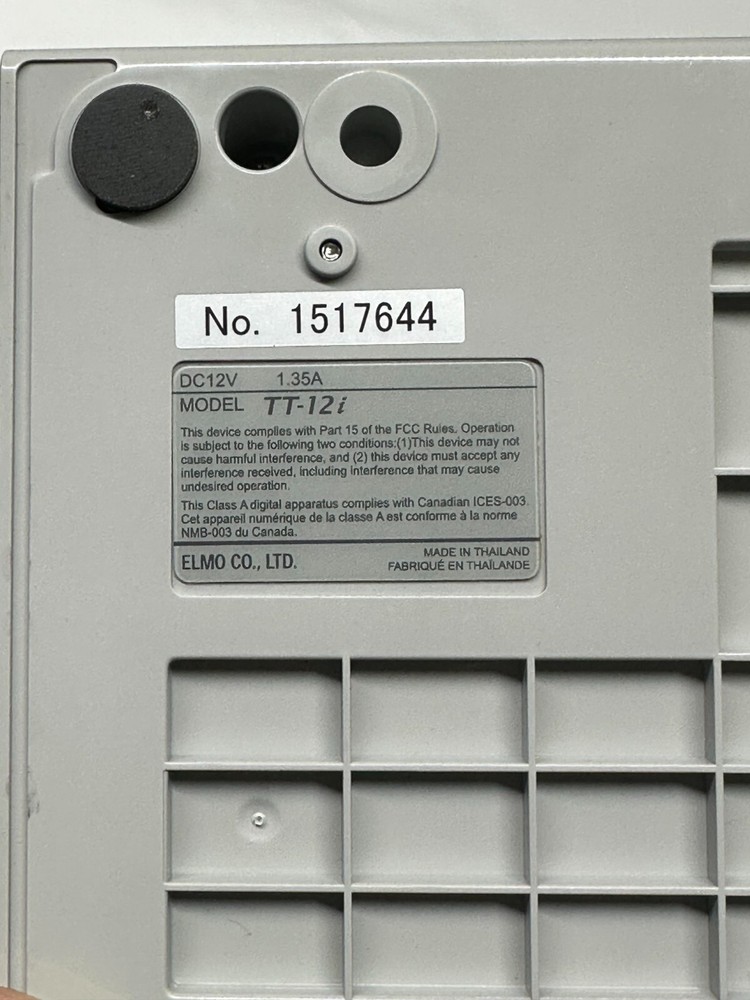 No. 1517644
DC12V 1.35A
MODEL TT-12i
This device complies with Part 15 of the FCC Rules. Operation
is subject to the following two conditions:(1)This device may not
cause harmful interference, and (2) this device must accept any
interference received, including interference that may cause
undesired operation.
This Class A digital apparatus complies with Canadian ICES-003.
Cet appareil numérique de la classe A est conforme à la norme
NMB-003 du Canada.
ELMO CO., LTD.
MADE IN THAILAND
FABRIQUÉ EN THAÏLANDE